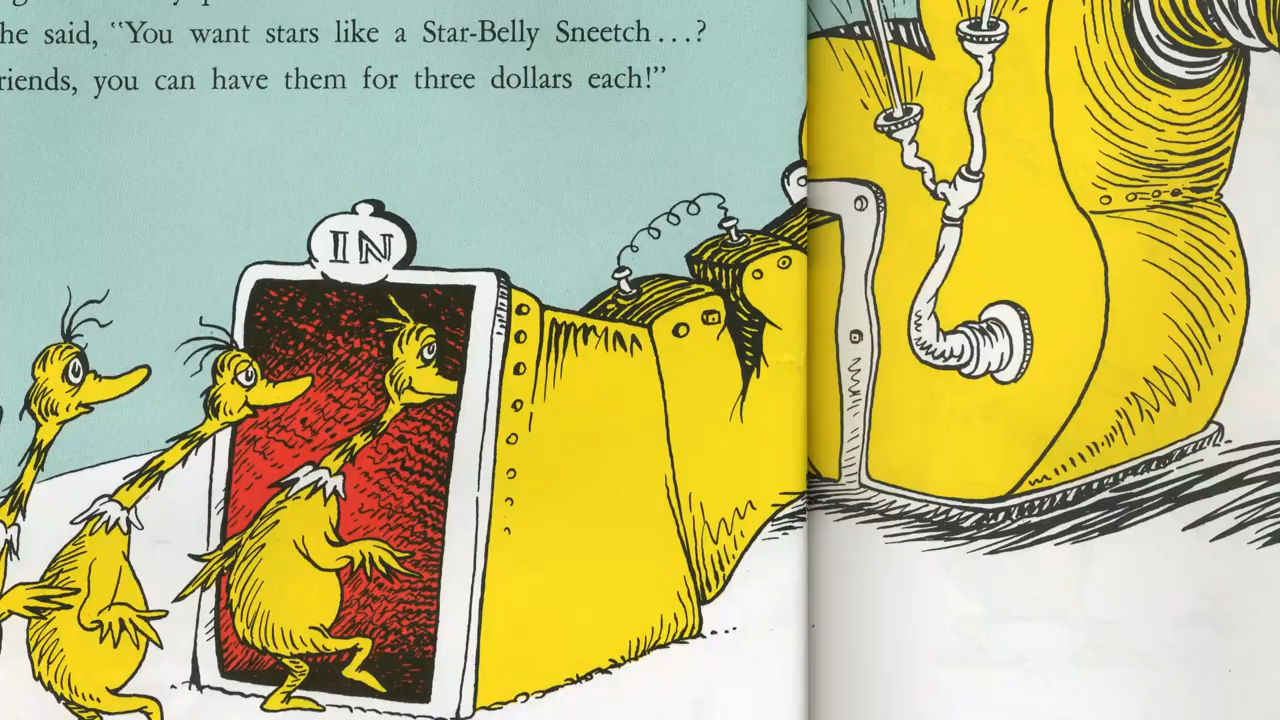 he said, “You want stars like a Star-Belly Sneetch...?
riends, you can have them for three dollars each!”
IN